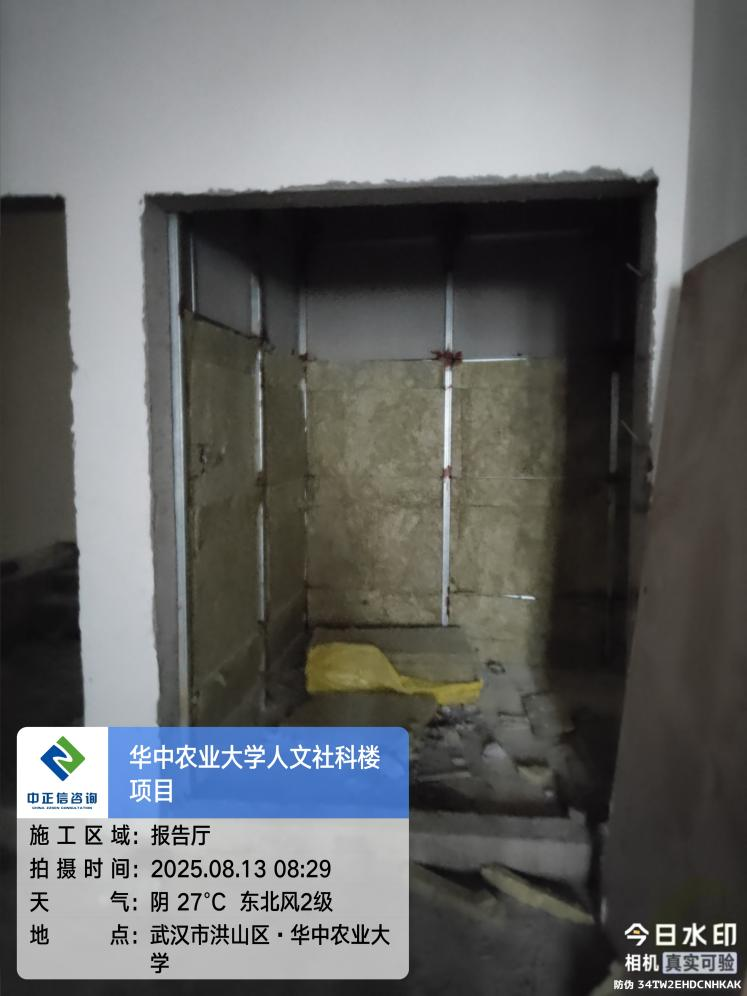 中正信咨询
华中农业大学人文社科楼
项目
施工区域：报告厅
拍摄时间：2025.08.13 08:29
天气：阴 27℃ 东北风2级
地点：武汉市洪山区·华中农业大
学
今日水印
相机 真实可验
防伪 34TW2EHDCNHKAK